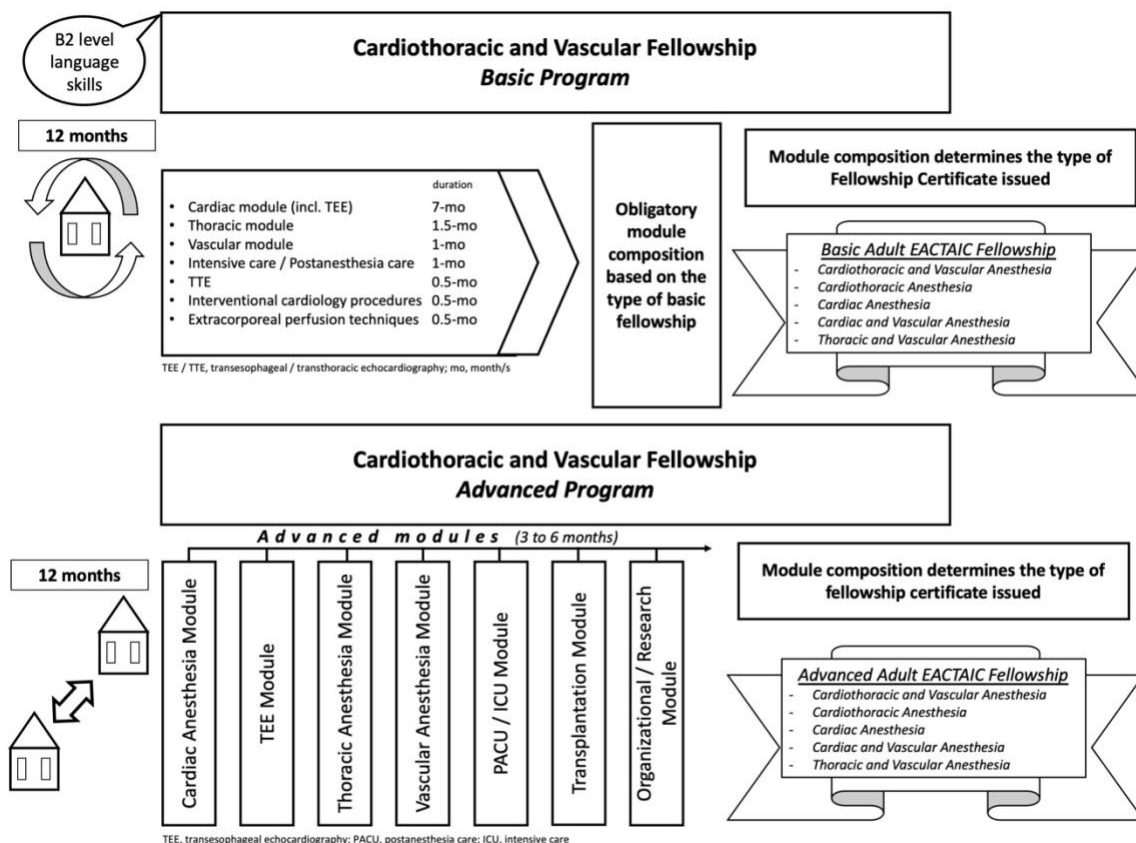 B2 level
language
skills
Cardiothoracic and Vascular Fellowship
Basic Program
12 months
duration
• Cardiac module (incl. TEE) 7-mo
• Thoracic module 1.5-mo
• Vascular module 1-mo
• Intensive care / Postanesthesia care 1-mo
• TTE 0.5-mo
• Interventional cardiology procedures 0.5-mo
• Extracorporeal perfusion techniques 0.5-mo
TEE / TTE, transesophageal / transthoracic echocardiography; mo, month/s
Obligatory
module
composition
based on the
type of basic
fellowship
Module composition determines the type of
Fellowship Certificate issued
Basic Adult EACTAIC Fellowship
- Cardiothoracic and Vascular Anesthesia
- Cardiothoracic Anesthesia
- Cardiac Anesthesia
- Cardiac and Vascular Anesthesia
- Thoracic and Vascular Anesthesia
Cardiothoracic and Vascular Fellowship
Advanced Program
12 months
Advanced modules (3 to 6 months)
Cardiac Anesthesia Module
TEE Module
Thoracic Anesthesia Module
Vascular Anesthesia Module
PACU / ICU Module
Transplantation Module
Organizational / Research
Module
TEE, transesophageal echocardiography; PACU, postanesthesia care; ICU, intensive care
Module composition determines the type of
fellowship certificate issued
Advanced Adult EACTAIC Fellowship
- Cardiothoracic and Vascular Anesthesia
- Cardiothoracic Anesthesia
- Cardiac Anesthesia
- Cardiac and Vascular Anesthesia
- Thoracic and Vascular Anesthesia